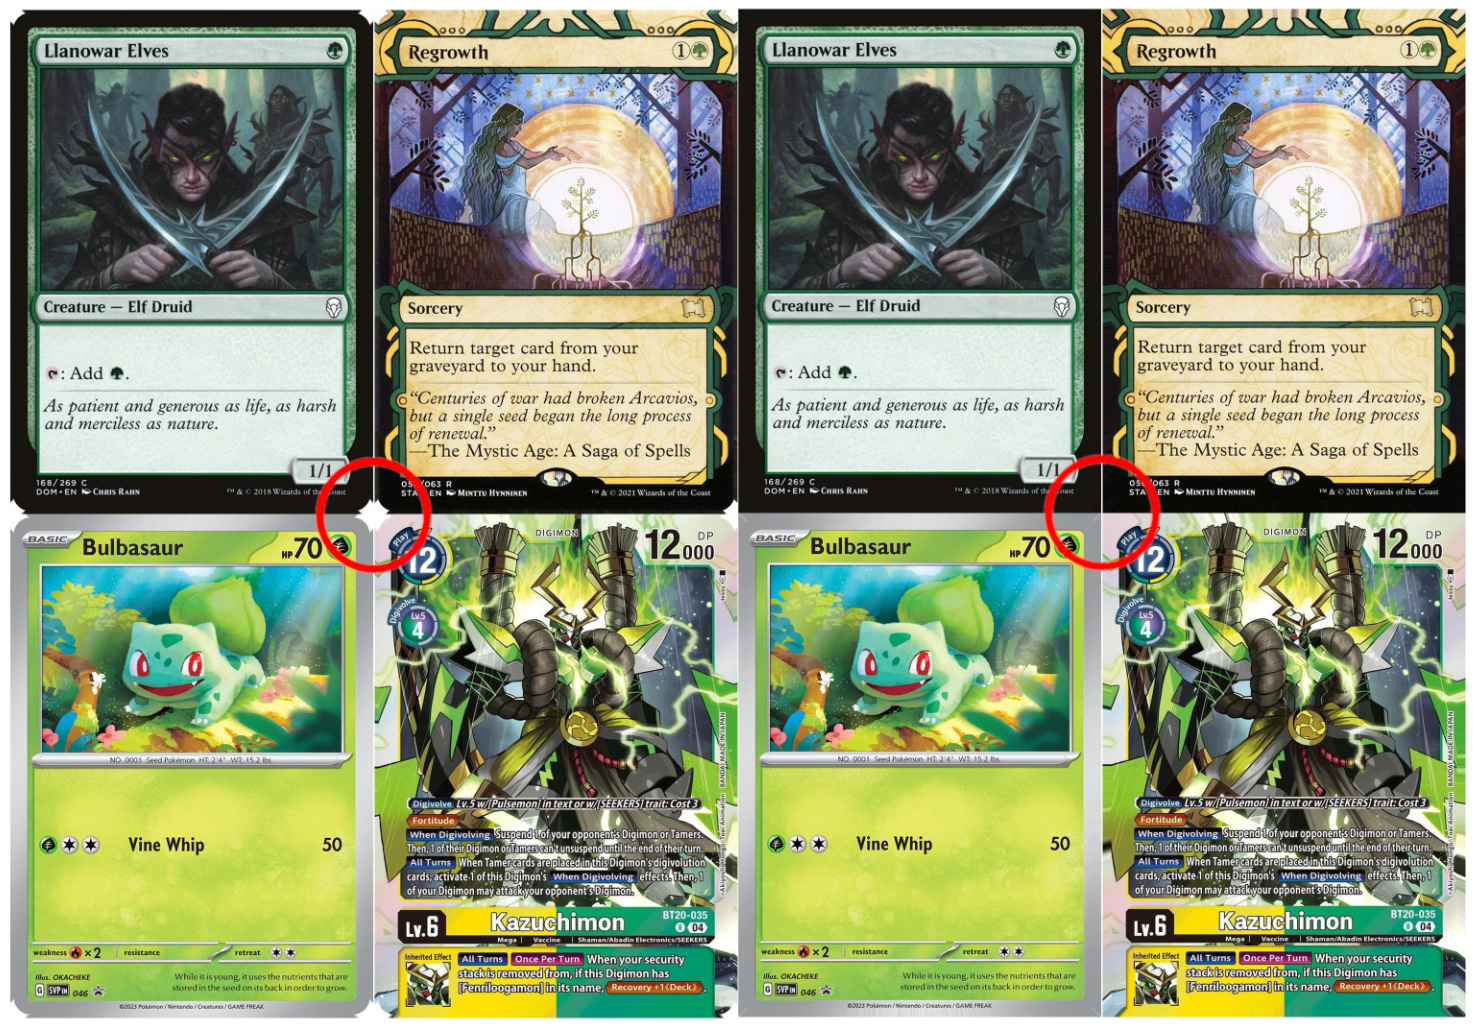 Llanowar Elves
Creature — Elf Druid
: Add .
As patient and generous as life, as harsh
and merciless as nature.
1/1
168/269 C
DOM • EN Chris Rahn
™ & © 2018 Wizards of the Coast
Regrowth
1
Sorcery
Return target card from your
graveyard to your hand.
“Centuries of war had broken Arcavios,
but a single seed began the long process
of renewal.”
—The Mystic Age: A Saga of Spells
/063 R
STA EN Minttu Hynninen
™ & © 2021 Wizards of the Coast
Llanowar Elves
Creature — Elf Druid
: Add .
As patient and generous as life, as harsh
and merciless as nature.
1/1
168/269 C
DOM • EN Chris Rahn
™ & © 2018 Wizards of the Coast
Regrowth
1
Sorcery
Return target card from your
graveyard to your hand.
“Centuries of war had broken Arcavios,
but a single seed began the long process
of renewal.”
—The Mystic Age: A Saga of Spells
/063 R
STA EN Minttu Hynninen
™ & © 2021 Wizards of the Coast
BASIC Bulbasaur HP 70
NO. 0001 Seed Pokémon HT: 2'4" WT: 15.2 lbs.
Vine Whip 50
weakness ×2 resistance retreat
Illus. OKACHEKE
While it is young, it uses the nutrients that are
stored in the seed on its back in order to grow.
G SVP EN 046
©2023 Pokémon / Nintendo / Creatures / GAME FREAK
Play
12
DIGIMON
DP
12000
Digivolve
Lv.5
4
Digivolve Lv.5 w/[Pulsemon] in text or w/[SEEKERS] trait: Cost 3
Fortitude
When Digivolving Suspend 1 of your opponent's Digimon or Tamers.
Then, 1 of their Digimon or Tamers can't unsuspend until the end of their turn.
All Turns When Tamer cards are placed in this Digimon's digivolution
cards, activate 1 of this Digimon's When Digivolving effects. Then, 1
of your Digimon may attack your opponent's Digimon.
BANDAI MADE IN JAPAN
Lv.6
Kazuchimon
BT20-035
R 04
Mega | Vaccine | Shaman/Abadin Electronics/SEEKERS
Inherited Effect
All Turns Once Per Turn When your security
stack is removed from, if this Digimon has
[Fenriloogamon] in its name, Recovery +1《Deck》.
BASIC Bulbasaur HP 70
NO. 0001 Seed Pokémon HT: 2'4" WT: 15.2 lbs.
Vine Whip 50
weakness ×2 resistance retreat
Illus. OKACHEKE
While it is young, it uses the nutrients that are
stored in the seed on its back in order to grow.
G SVP EN 046
©2023 Pokémon / Nintendo / Creatures / GAME FREAK
Play
12
DIGIMON
DP
12000
Digivolve
Lv.5
4
Digivolve Lv.5 w/[Pulsemon] in text or w/[SEEKERS] trait: Cost 3
Fortitude
When Digivolving Suspend 1 of your opponent's Digimon or Tamers.
Then, 1 of their Digimon or Tamers can't unsuspend until the end of their turn.
All Turns When Tamer cards are placed in this Digimon's digivolution
cards, activate 1 of this Digimon's When Digivolving effects. Then, 1
of your Digimon may attack your opponent's Digimon.
BANDAI MADE IN JAPAN
Lv.6
Kazuchimon
BT20-035
R 04
Mega | Vaccine | Shaman/Abadin Electronics/SEEKERS
Inherited Effect
All Turns Once Per Turn When your security
stack is removed from, if this Digimon has
[Fenriloogamon] in its name, Recovery +1《Deck》.